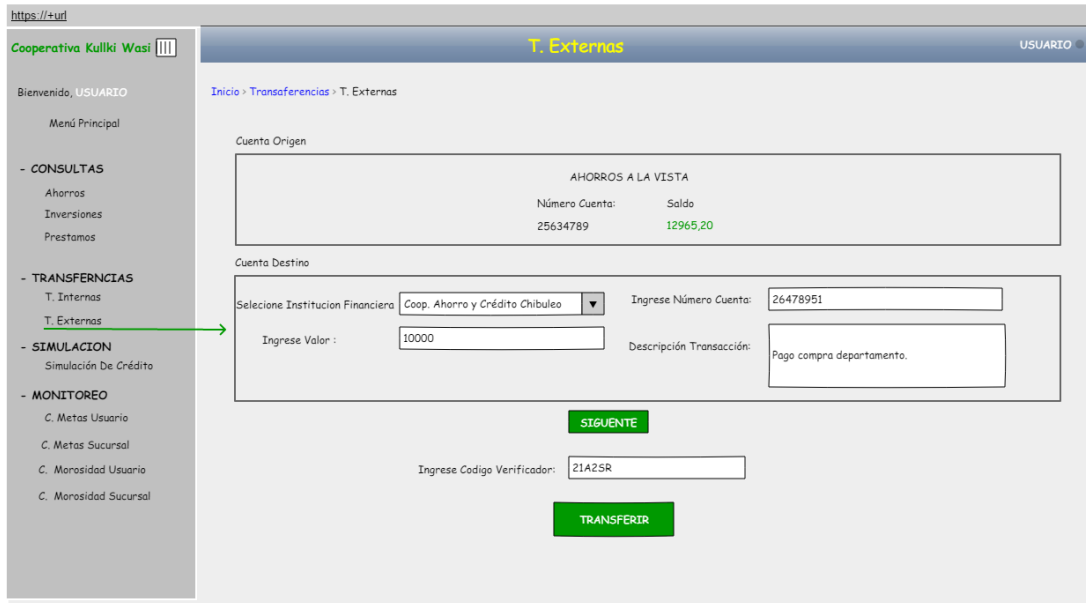 https://+url
Cooperativa Kullki Wasi
T. Externas
USUARIO
Bienvenido, USUARIO
Menú Principal
- CONSULTAS
Ahorros
Inversiones
Prestamos
- TRANSFERNCIAS
T. Internas
T. Externas
- SIMULACION
Simulación De Crédito
- MONITOREO
C. Metas Usuario
C. Metas Sucursal
C. Morosidad Usuario
C. Morosidad Sucursal
Inicio > Transaferencias > T. Externas
Cuenta Origen
AHORROS A LA VISTA
Número Cuenta: Saldo
25634789 12965,20
Cuenta Destino
Selecione Institucion Financiera Coop. Ahorro y Crédito Chibuleo Ingrese Número Cuenta: 26478951
Ingrese Valor : 10000 Descripción Transacción: Pago compra departamento.
SIGUENTE
Ingrese Codigo Verificador: 21A2SR
TRANSFERIR